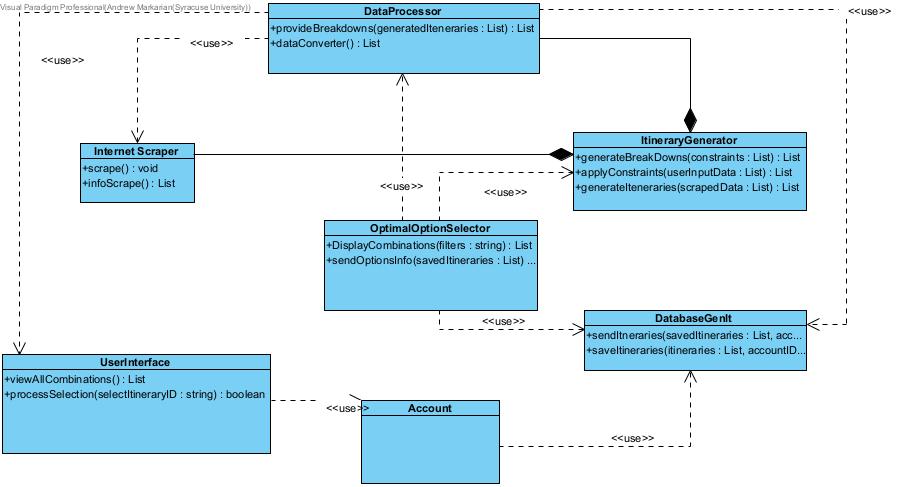 Visual Paradigm Professional(Andrew Markarian(Syracuse University))
DataProcessor
+provideBreakdowns(generatedIteneraries : List) : List
+dataConverter() : List
<<use>>
<<use>>
<<use>>
Internet Scraper
+scrape() : void
+infoScrape() : List
ItineraryGenerator
+generateBreakDowns(constraints : List) : List
+applyConstraints(userInputData : List) : List
+generateIteneraries(scrapedData : List) : List
<<use>>
<<use>>
OptimalOptionSelector
+DisplayCombinations(filters : string) : List
+sendOptionsInfo(savedItineraries : List) ...
<<use>>
DatabaseGenIt
+sendItneraries(savedItineraries : List, acc...
+saveItineraries(itineraries : List, accountID...
UserInterface
+viewAllCombinations() : List
+processSelection(selectItineraryID : string) : boolean
<<use>>
Account
<<use>>